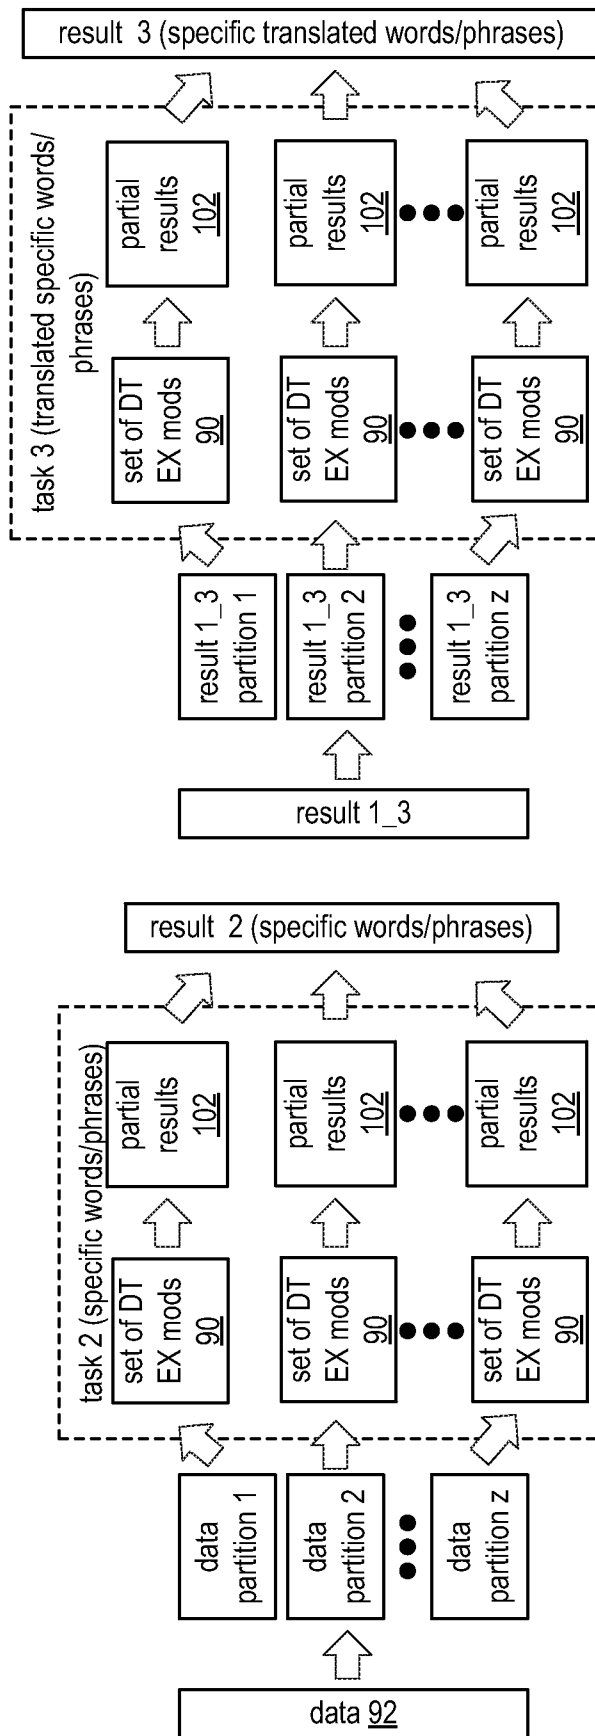 data 92
data
partition 1
data
partition 2
data
partition z
task 2 (specific words/phrases)
set of DT
EX mods
90
set of DT
EX mods
90
set of DT
EX mods
90
partial
results
102
partial
results
102
partial
results
102
result 2 (specific words/phrases)
result 1_3
result 1_3
partition 1
result 1_3
partition 2
result 1_3
partition z
task 3 (translated specific words/
phrases)
set of DT
EX mods
90
set of DT
EX mods
90
set of DT
EX mods
90
partial
results
102
partial
results
102
partial
results
102
result 3 (specific translated words/phrases)